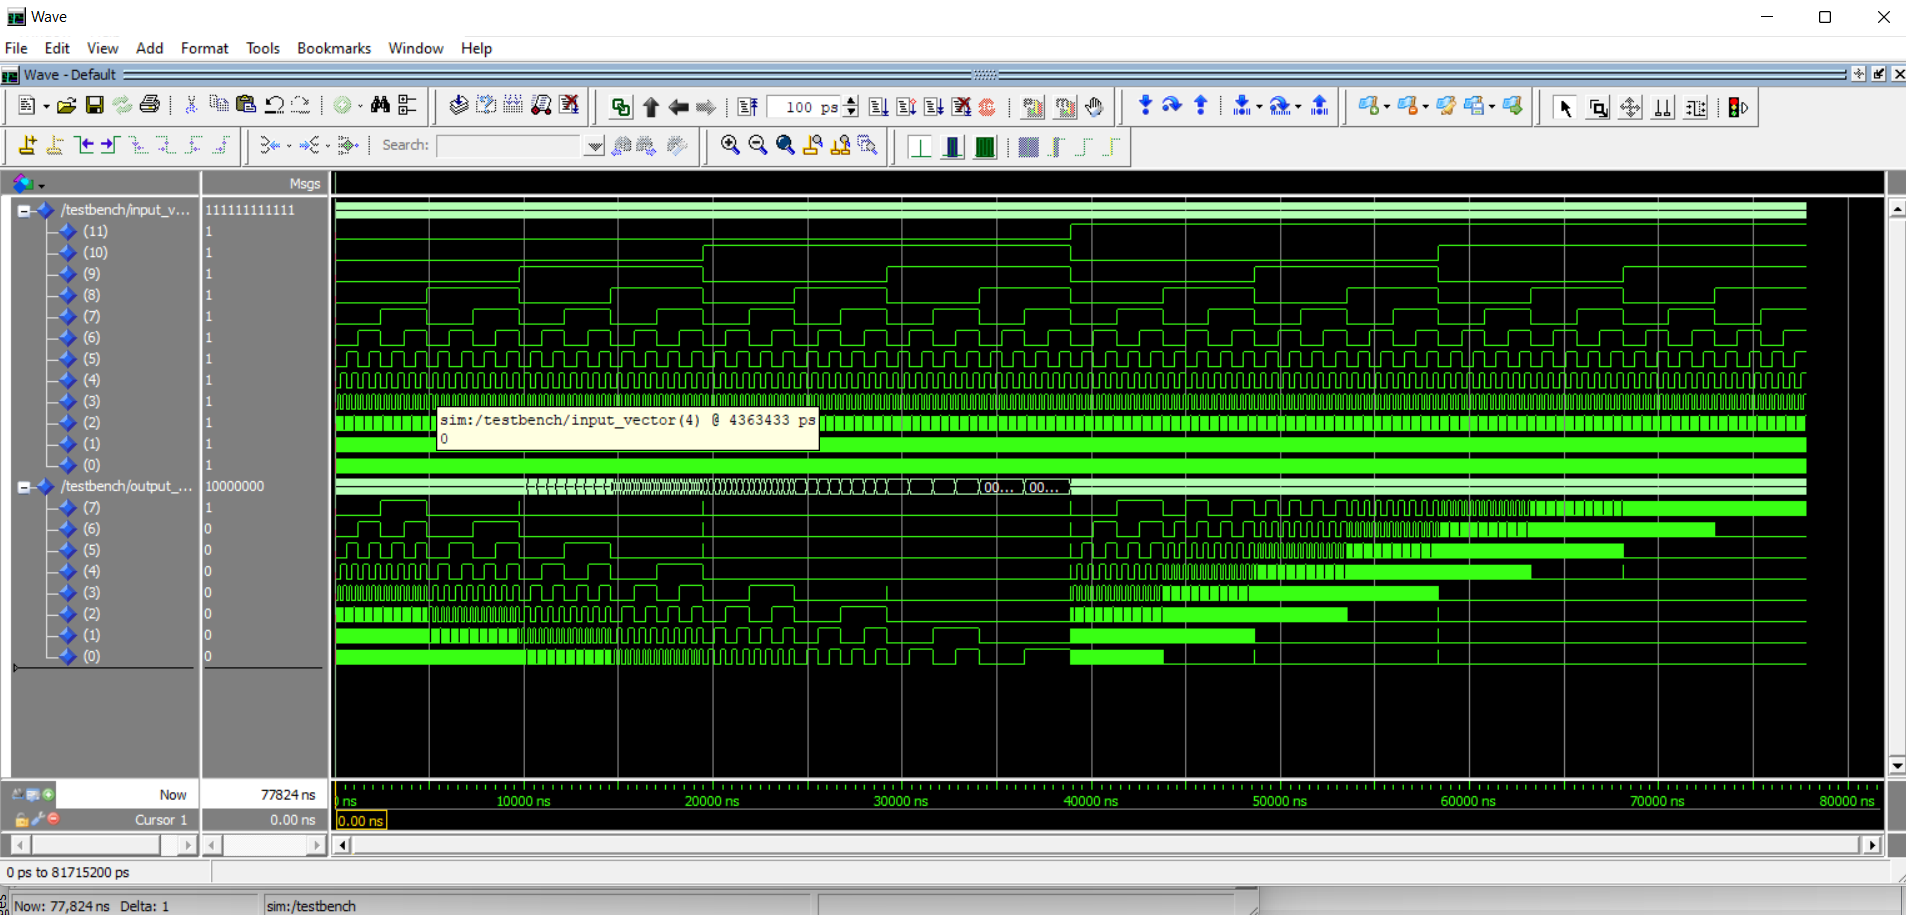 Wave
File Edit View Add Format Tools Bookmarks Window Help
Wave - Default
100 ps
Search:
Msgs
/testbench/input_v... 111111111111
(11) 1
(10) 1
(9) 1
(8) 1
(7) 1
(6) 1
(5) 1
(4) 1
(3) 1
(2) 1
(1) 1
(0) 1
sim:/testbench/input_vector(4) @ 4363433 ps
0
/testbench/output_... 10000000
00... 00...
(7) 1
(6) 0
(5) 0
(4) 0
(3) 0
(2) 0
(1) 0
(0) 0
Now 77824 ns
ns 10000 ns 20000 ns 30000 ns 40000 ns 50000 ns 60000 ns 70000 ns 80000 ns
Cursor 1 0.00 ns
0.00 ns
0 ps to 81715200 ps
Now: 77,824 ns Delta: 1 sim:/testbench